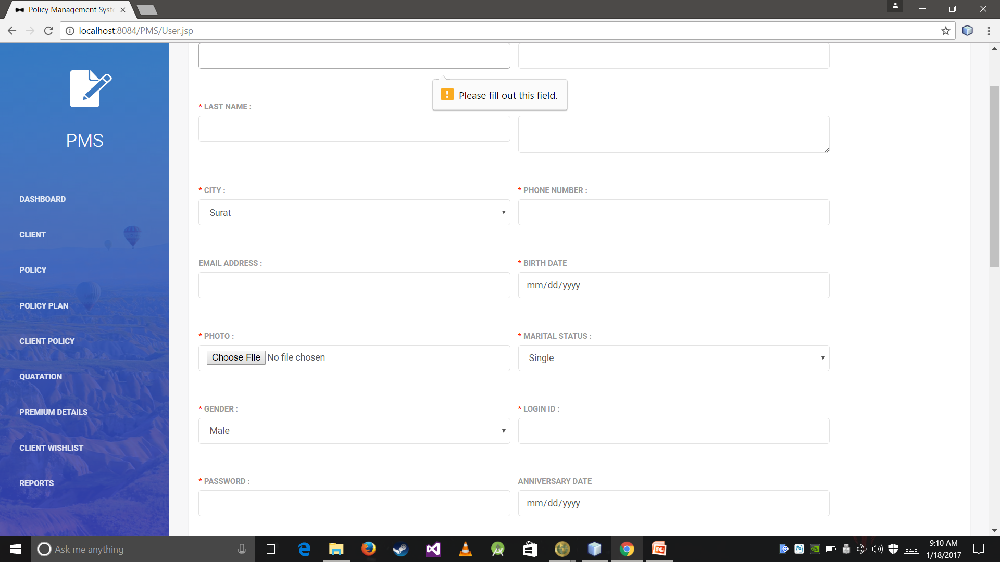 Policy Management Syste
localhost:8084/PMS/User.jsp
PMS
DASHBOARD
CLIENT
POLICY
POLICY PLAN
CLIENT POLICY
QUATATION
PREMIUM DETAILS
CLIENT WISHLIST
REPORTS
Please fill out this field.
* LAST NAME :
* CITY :
* PHONE NUMBER :
Surat
EMAIL ADDRESS :
* BIRTH DATE
mm/dd/yyyy
* PHOTO :
* MARITAL STATUS :
Choose File No file chosen
Single
* GENDER :
* LOGIN ID :
Male
* PASSWORD :
ANNIVERSARY DATE
mm/dd/yyyy
Ask me anything
9:10 AM
1/18/2017